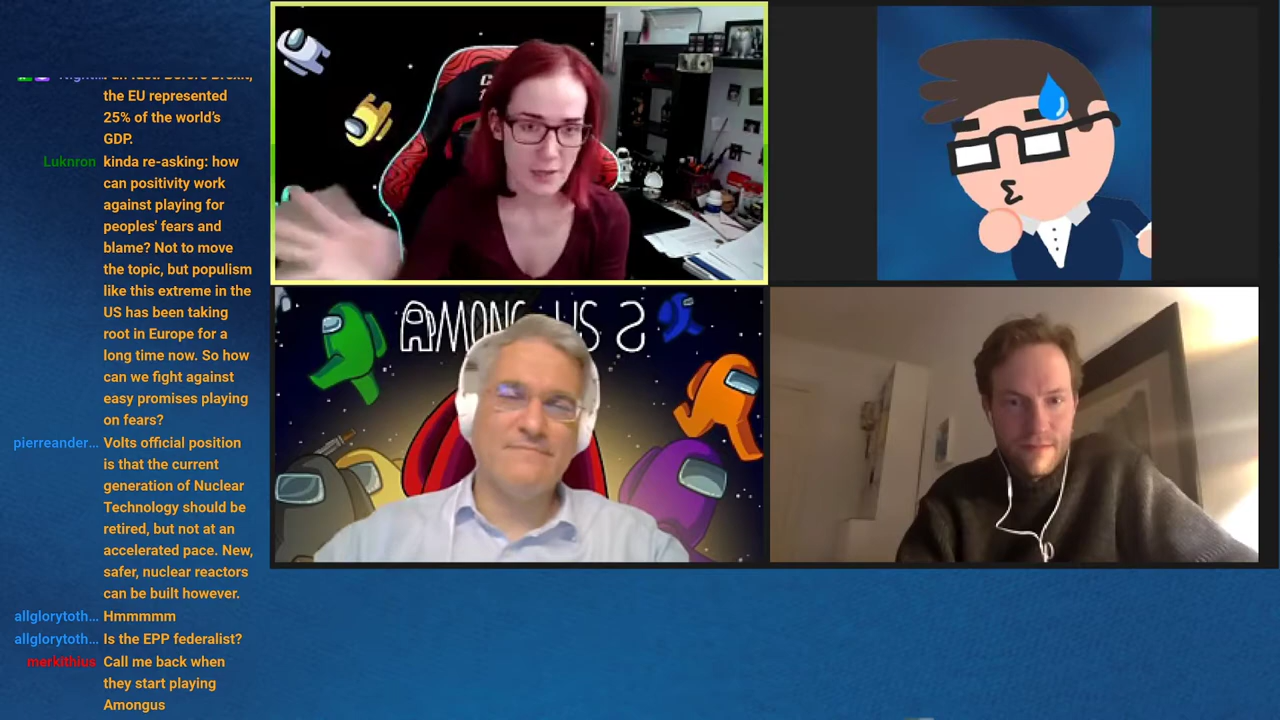 the EU represented
25% of the world's
GDP.
Luknron kinda re-asking: how
can positivity work
against playing for
peoples' fears and
blame? Not to move
the topic, but populism
like this extreme in the
US has been taking
root in Europe for a
long time now. So how
can we fight against
easy promises playing
on fears?
pierreander... Volts official position
is that the current
generation of Nuclear
Technology should be
retired, but not at an
accelerated pace. New,
safer, nuclear reactors
can be built however.
allglorytoth... Hmmmmm
allglorytoth... Is the EPP federalist?
merkithius Call me back when
they start playing
Amongus
AMONG US 2